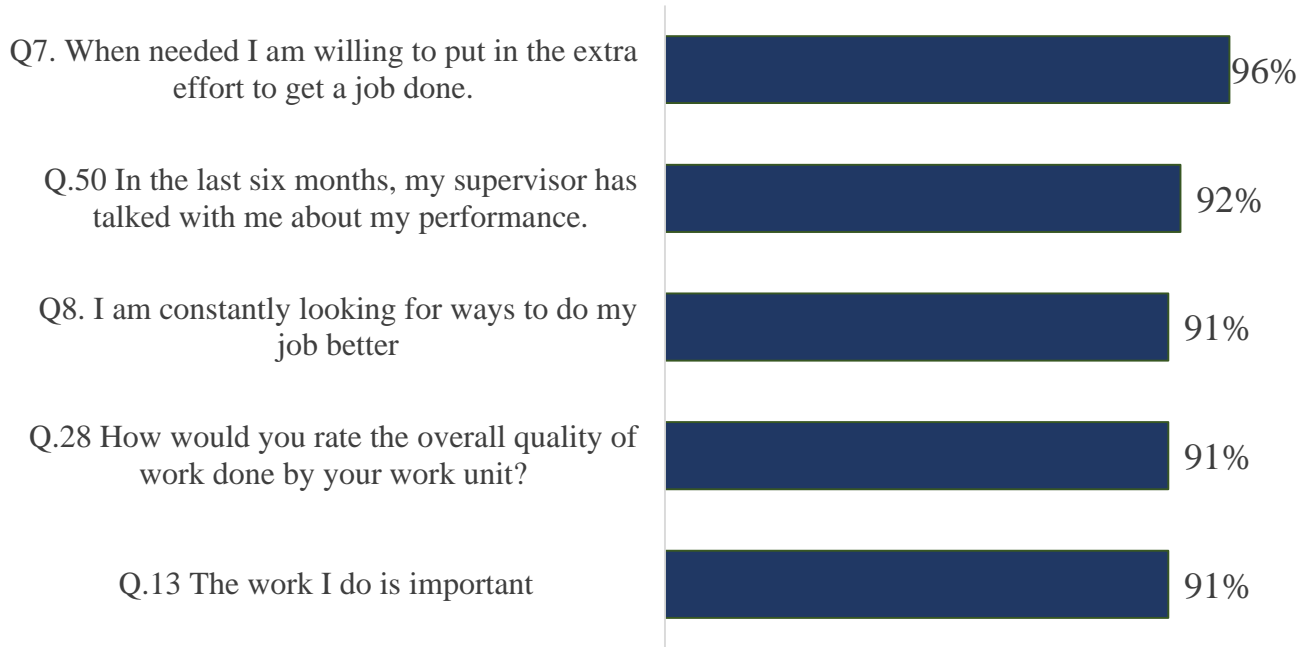 Q7. When needed I am willing to put in the extra
effort to get a job done.
96%
Q.50 In the last six months, my supervisor has
talked with me about my performance.
92%
Q8. I am constantly looking for ways to do my
job better
91%
Q.28 How would you rate the overall quality of
work done by your work unit?
91%
Q.13 The work I do is important
91%